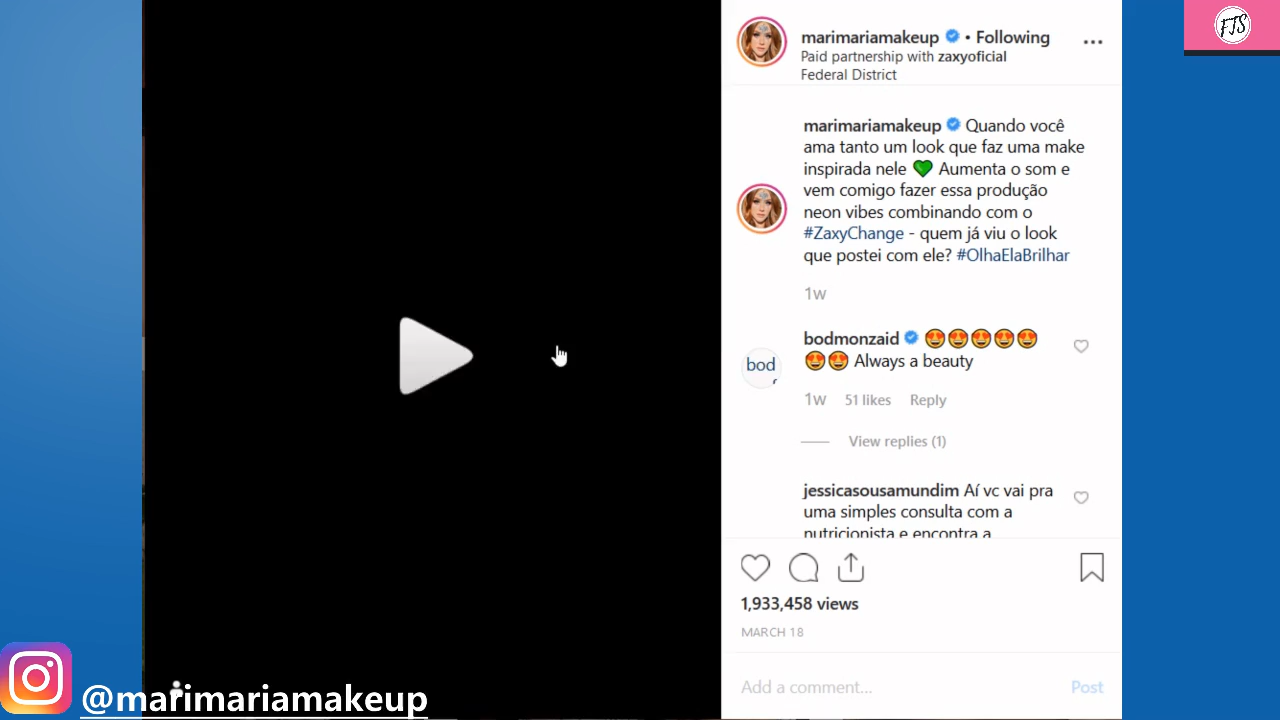 FJS
marimariamakeup • Following
Paid partnership with zaxyoficial
Federal District
marimariamakeup Quando você
ama tanto um look que faz uma make
inspirada nele 💚 Aumenta o som e
vem comigo fazer essa produção
neon vibes combinando com o
#ZaxyChange - quem já viu o look
que postei com ele? #OlhaElaBrilhar
1w
bodmonzaid 😍😍😍😍😍
😍😍 Always a beauty
bod
1w 51 likes Reply
View replies (1)
jessicasousamundim Aí vc vai pra
uma simples consulta com a
nutricionista e encontra a
1,933,458 views
MARCH 18
Add a comment... Post
@marimariamakeup